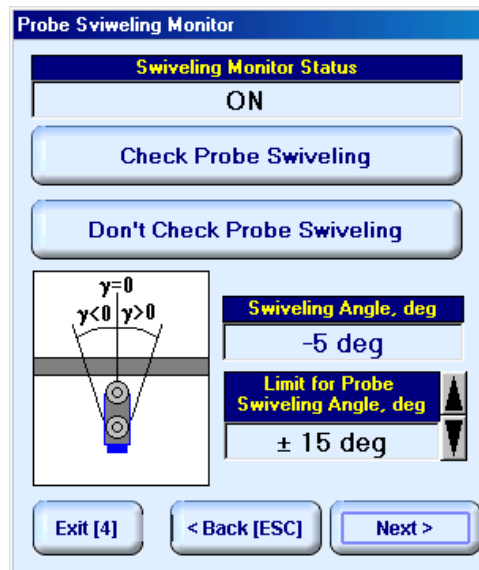 Probe Sviweling Monitor
Swiveling Monitor Status
ON
Check Probe Swiveling
Don't Check Probe Swiveling
γ=0
γ<0 γ>0
Swiveling Angle, deg
-5 deg
Limit for Probe
Swiveling Angle, deg
± 15 deg
Exit [4]
< Back [ESC]
Next >